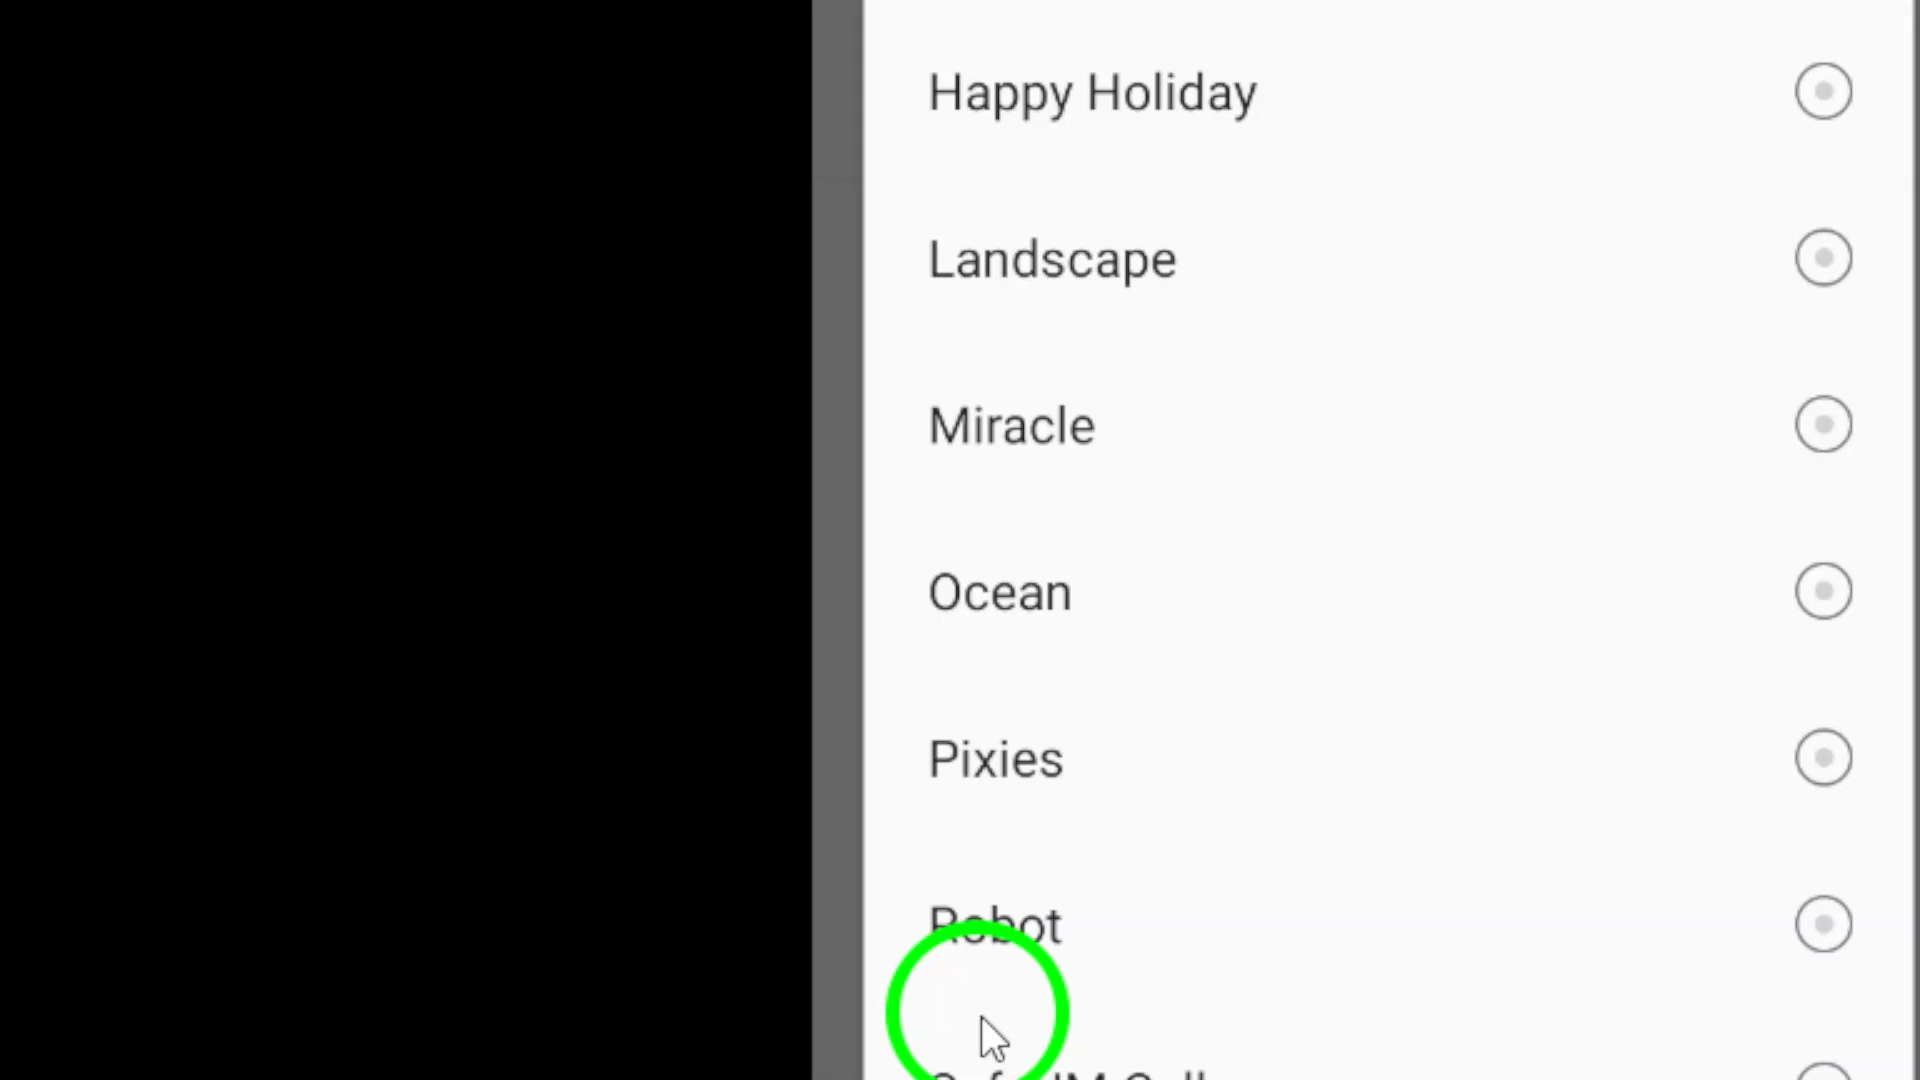 Happy Holiday
Landscape
Miracle
Ocean
Pixies
Robot